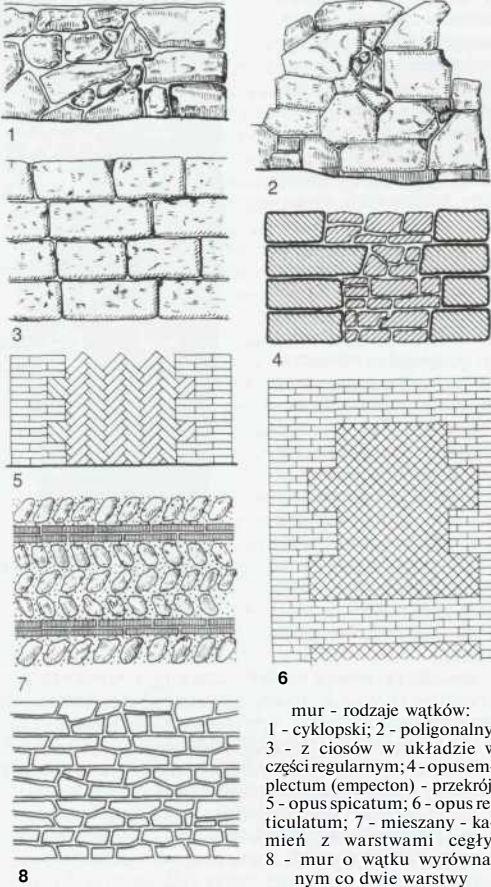 1
2
3
4
5
6
7
8
mur - rodzaje wątków:
1 - cyklopski; 2 - poligonalny
3 - z ciosów w układzie w
części regularnym; 4 - opus em-
plectum (empecton) - przekrój
5 - opus spicatum; 6 - opus re-
ticulatum; 7 - mieszany - ka-
mień z warstwami cegły
8 - mur o wątku wyrówna-
nym co dwie warstwy